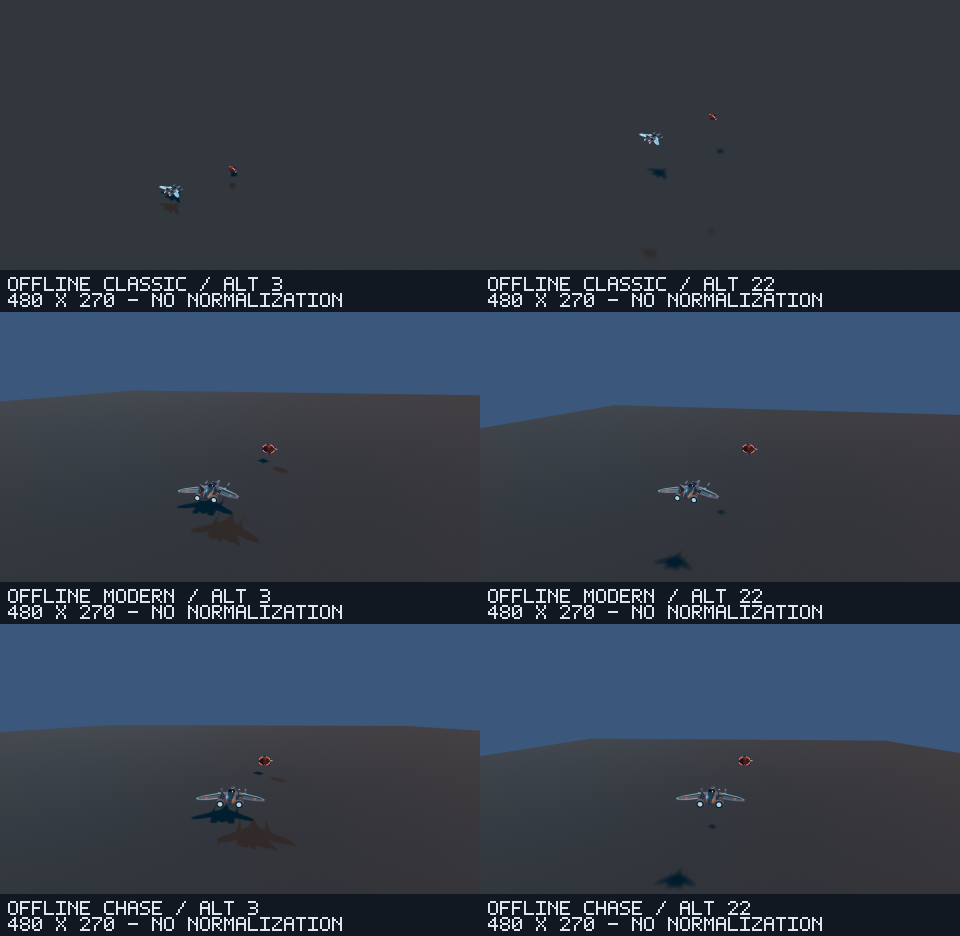 OFFLINE CLASSIC / ALT 3
480 X 270 - NO NORMALIZATION
OFFLINE CLASSIC / ALT 22
480 X 270 - NO NORMALIZATION
OFFLINE MODERN / ALT 3
480 X 270 - NO NORMALIZATION
OFFLINE MODERN / ALT 22
480 X 270 - NO NORMALIZATION
OFFLINE CHASE / ALT 3
480 X 270 - NO NORMALIZATION
OFFLINE CHASE / ALT 22
480 X 270 - NO NORMALIZATION